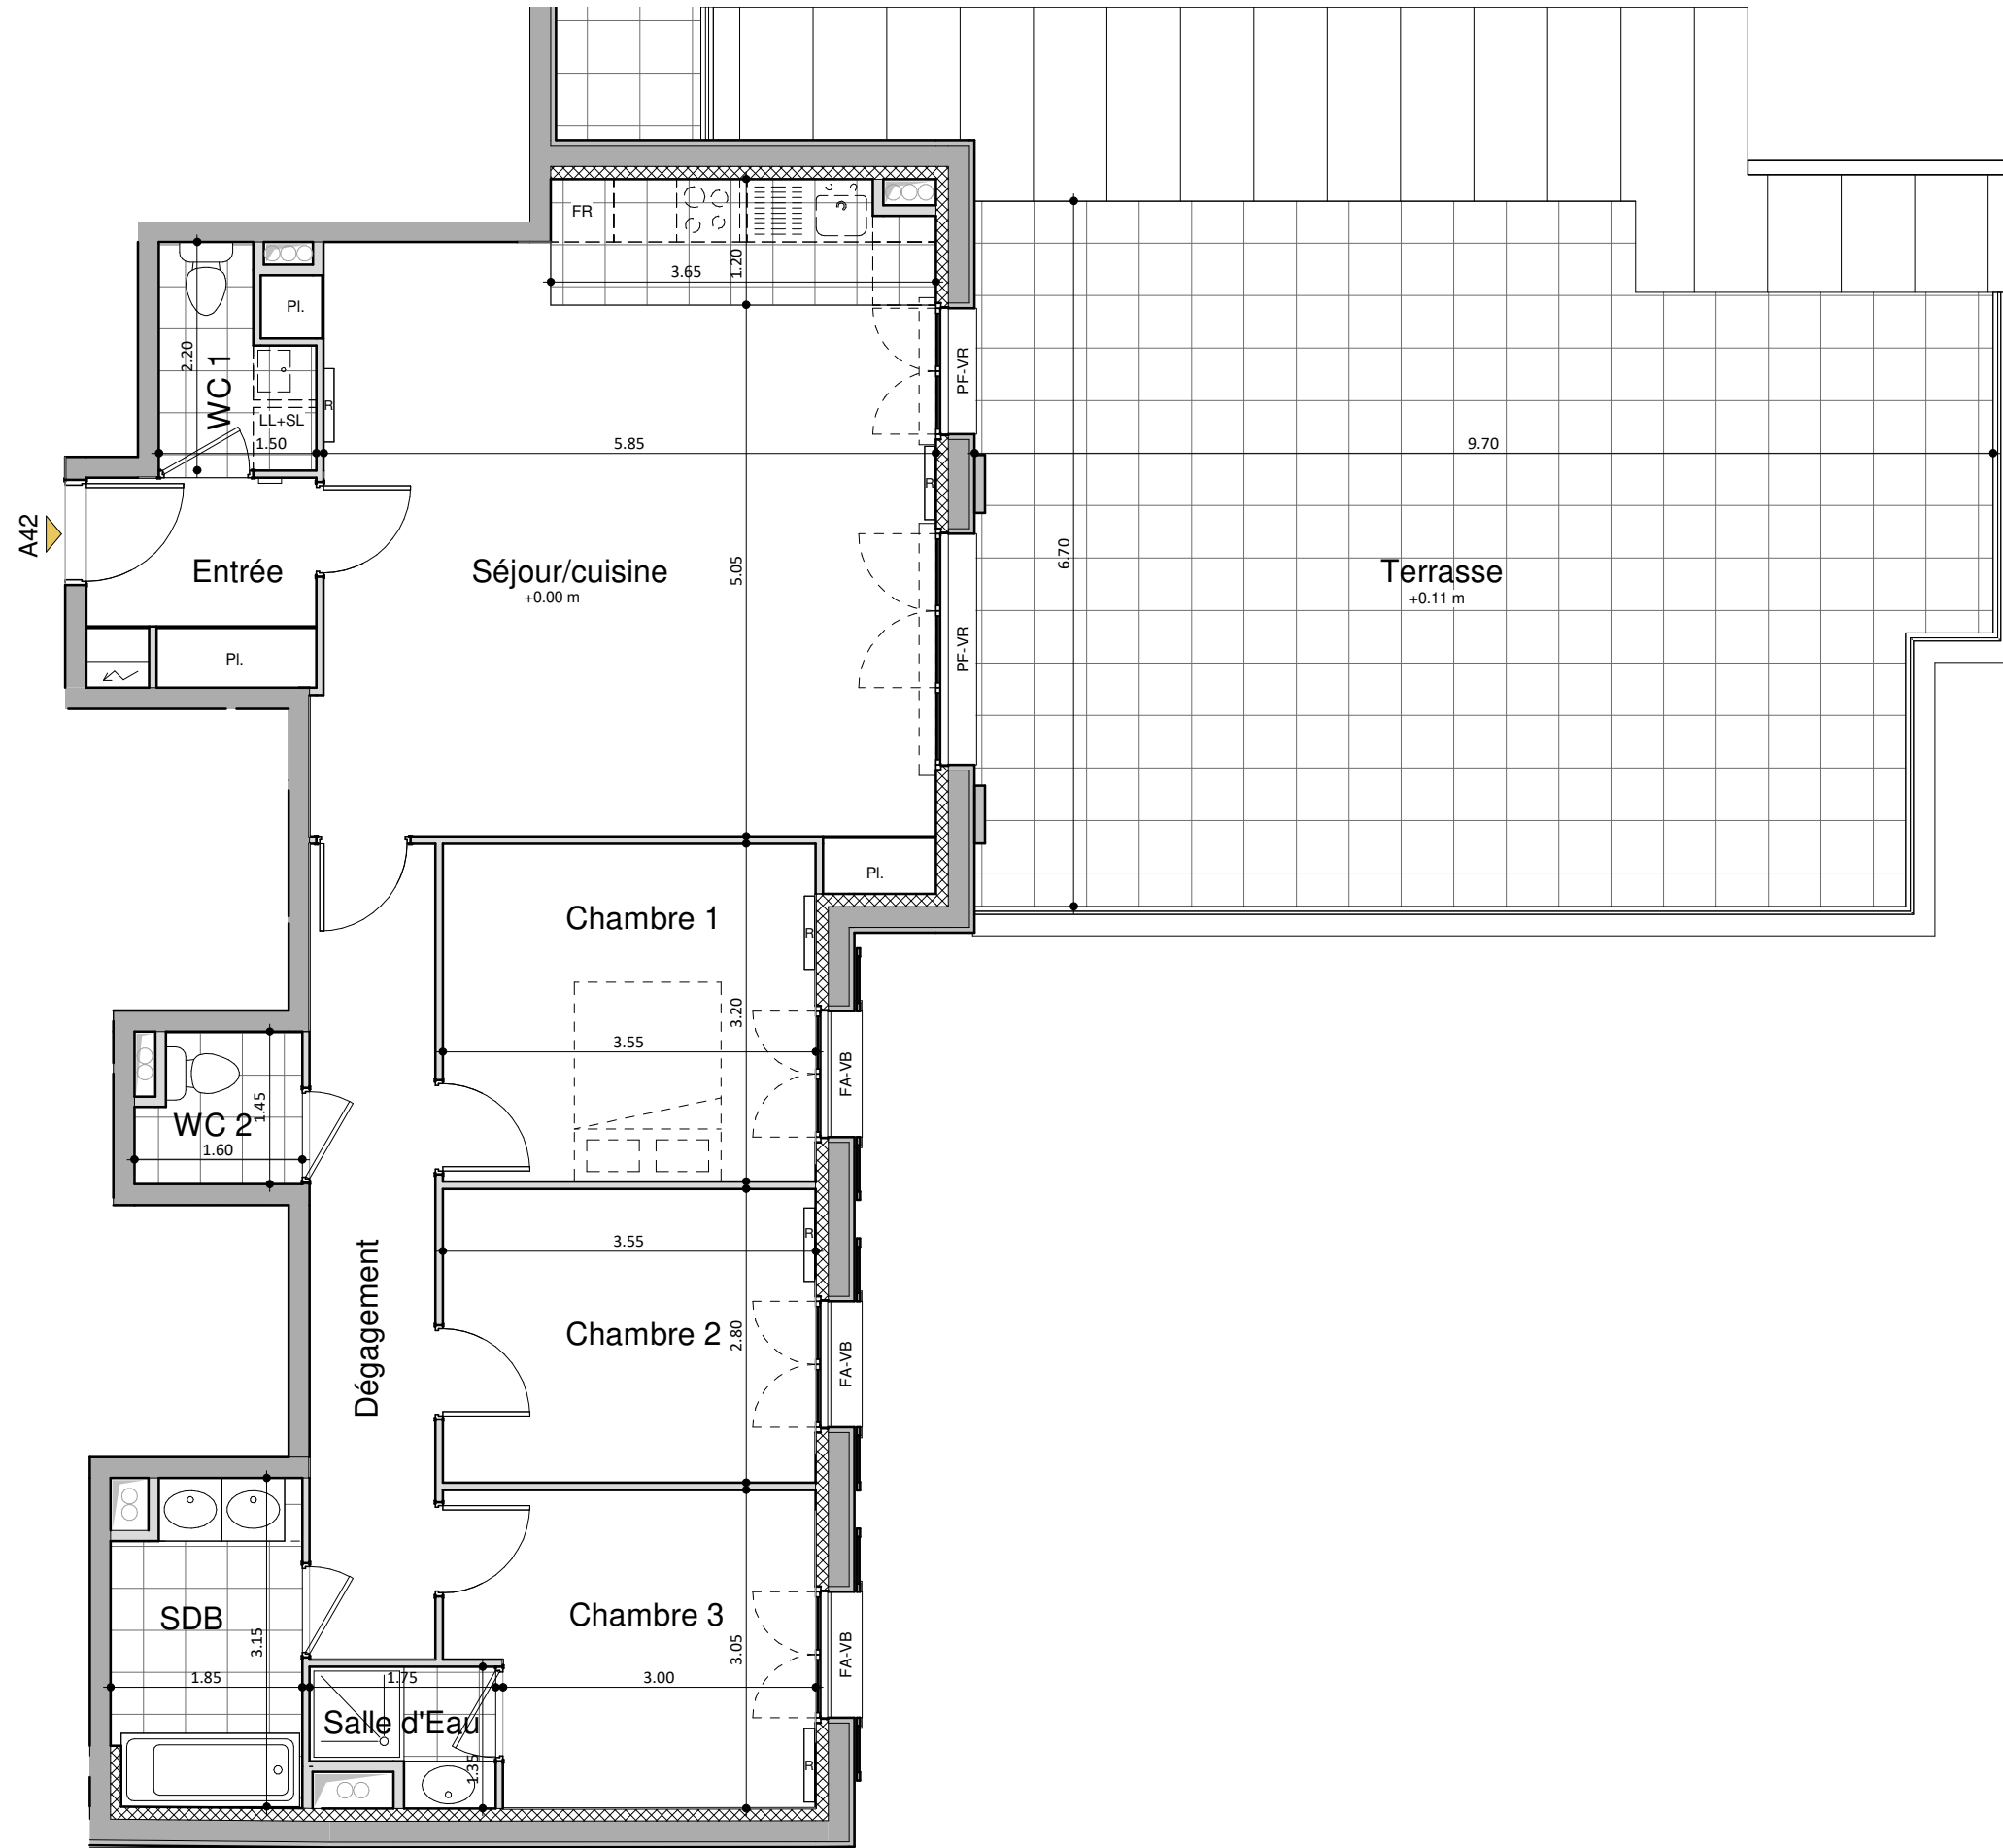 FR
3.65
1.20
Pl.
2.20
WC 1
LL+SL
R
1.50
5.85
PF-VR
9.70
R
A42
Entrée
Séjour/cuisine
+0.00 m
5.05
6.70
Terrasse
+0.11 m
PF-VR
Pl.
Pl.
Chambre 1
R
3.20
3.55
FA-VB
1.45
WC 2
1.60
R
3.55
Dégagement
Chambre 2
2.80
FA-VB
SDB
3.15
Chambre 3
3.05
FA-VB
1.85
1.75
3.00
Salle d'Eau
1.35
R